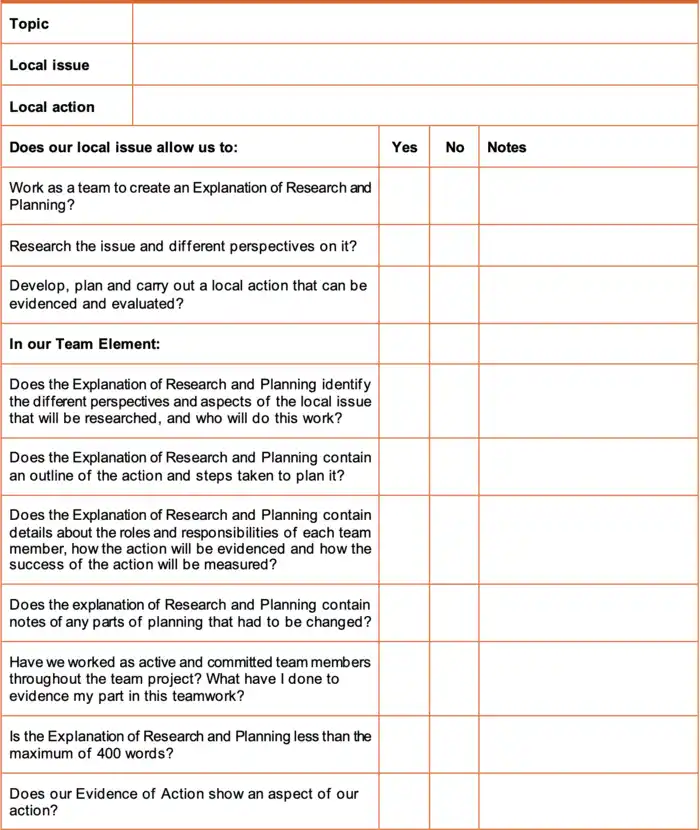 Topic
Local issue
Local action
Does our local issue allow us to: Yes No Notes
Work as a team to create an Explanation of Research and
Planning?
Research the issue and different perspectives on it?
Develop, plan and carry out a local action that can be
evidenced and evaluated?
In our Team Element:
Does the Explanation of Research and Planning identify
the different perspectives and aspects of the local issue
that will be researched, and who will do this work?
Does the Explanation of Research and Planning contain
an outline of the action and steps taken to plan it?
Does the Explanation of Research and Planning contain
details about the roles and responsibilities of each team
member, how the action will be evidenced and how the
success of the action will be measured?
Does the explanation of Research and Planning contain
notes of any parts of planning that had to be changed?
Have we worked as active and committed team members
throughout the team project? What have I done to
evidence my part in this teamwork?
Is the Explanation of Research and Planning less than the
maximum of 400 words?
Does our Evidence of Action show an aspect of our
action?